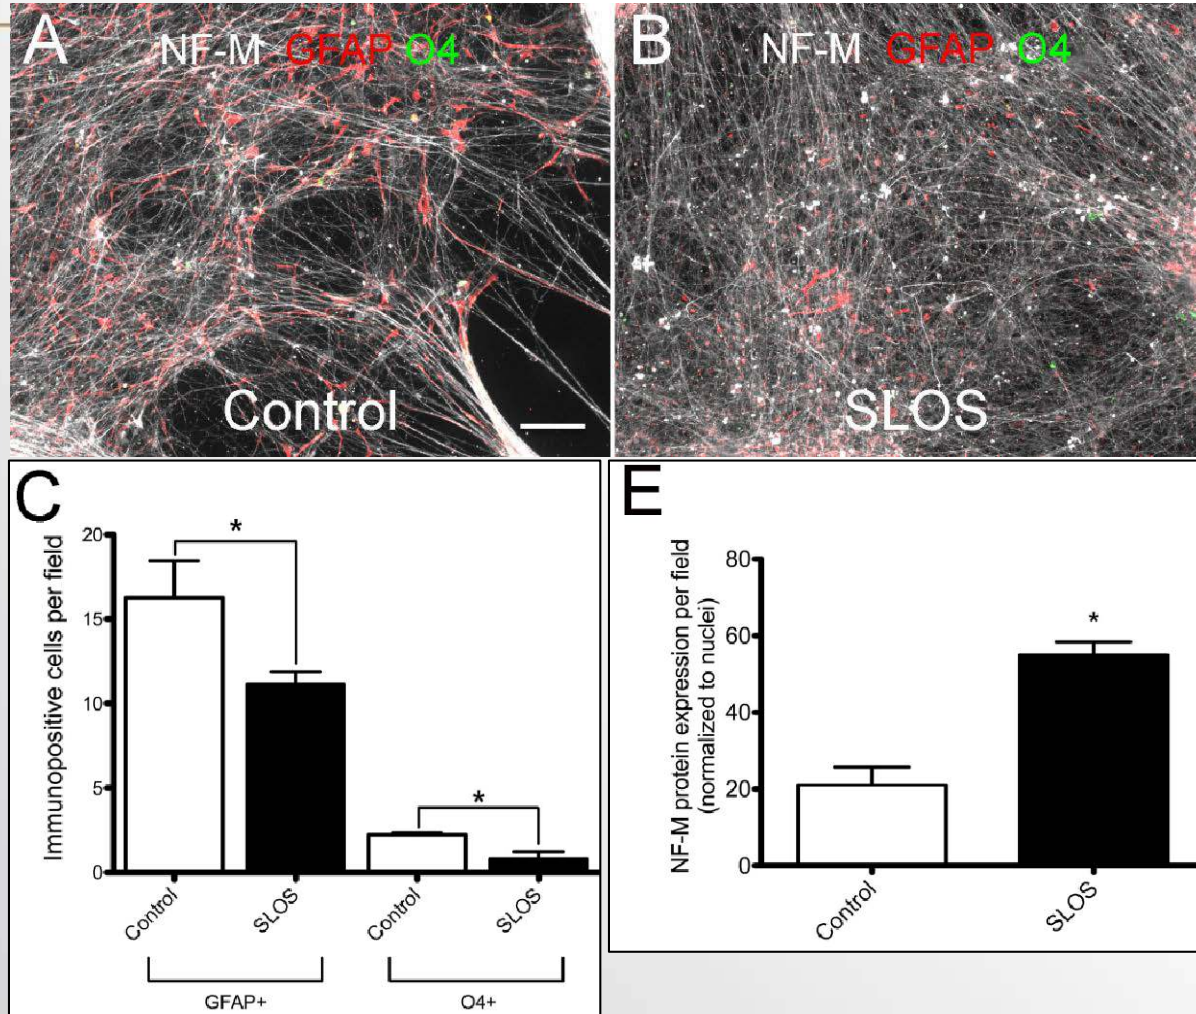 A
NF-M GFAP O4
Control
B
NF-M GFAP O4
SLOS
C
Immunopositive cells per field
20
15
10
5
0
*
*
Control
SLOS
Control
SLOS
GFAP+
O4+
E
NF-M protein expression per field
(normalized to nuclei)
80
60
40
20
0
*
Control
SLOS